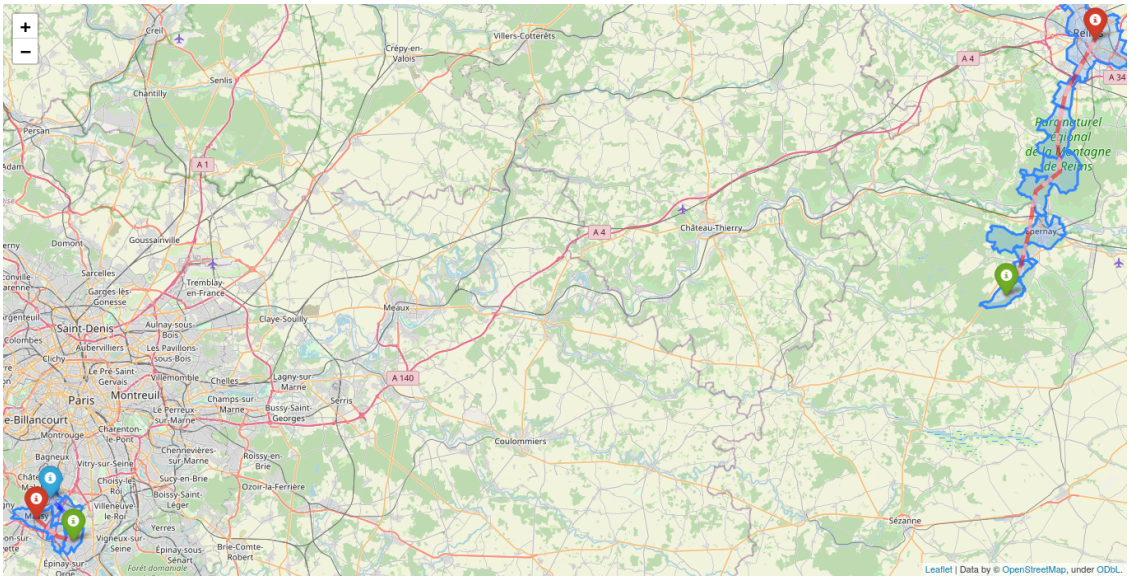 +
−
Creil
Villers-Cotterêts
Crépy-en-
Valois
Reims
A 4
A 34
Senlis
Chantilly
Persan
Parc naturel
régional
de la Montagne
de Reims
A 1
Adam
Château-Thierry
A 4
Domont
Goussainville
Sarcelles
Garges-lès-
Gonesse
Tremblay-
en-France
Meaux
Claye-Souilly
Saint-Denis
Aulnay-sous-
Bois
Colombes
Aubervilliers
Les Pavillons-
sous-Bois
Clichy
Le Pré-Saint-
Gervais
Villemomble
Chelles
Lagny-sur-
Marne
A 140
Paris
Montreuil
Champs-sur-
Marne
Bussy-Saint-
Georges
Serris
e-Billancourt
Le Perreux-
sur-Marne
Montrouge
Charenton-
le-Pont
Coulommiers
Bagneux
Vitry-sur-Seine
Chennevières-
sur-Marne
Roissy-en-
Brie
Choisy-le-
Roi
Sucy-en-Brie
Boissy-Saint-
Léger
Ozoir-la-Ferrière
Villeneuve-
le-Roi
Sézanne
Vigneux-sur-
Seine
Yerres
Épinay-sous-
Sénart
Brie-Comte-
Robert
Épinay-sur-
Orge
Forêt domaniale
Leaflet | Data by © OpenStreetMap, under ODbL.